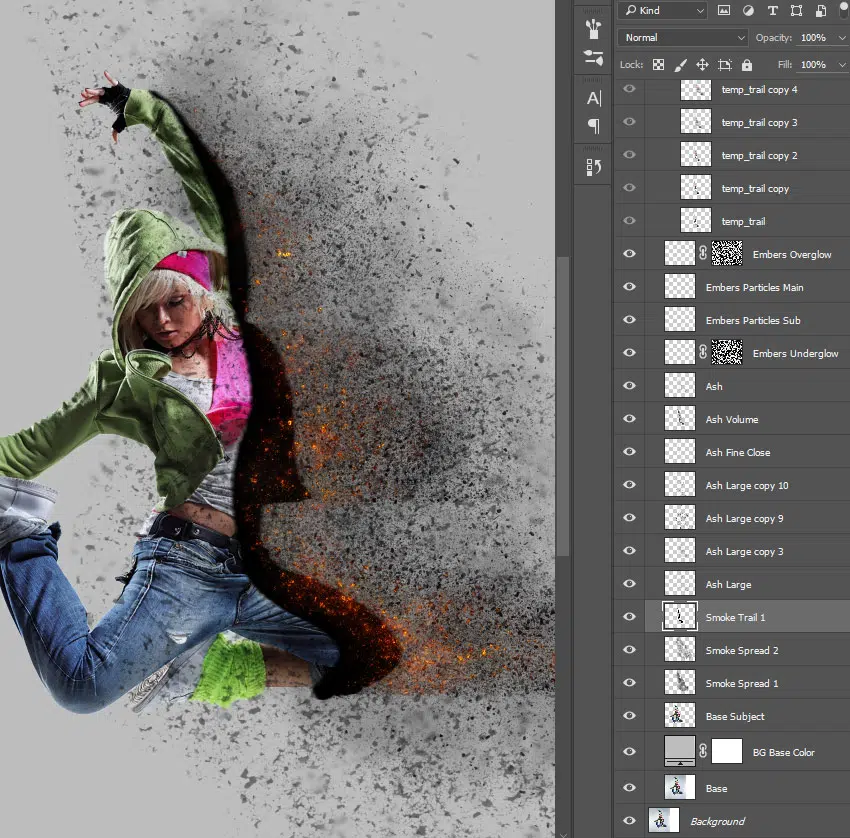 Kind
T
Normal
Opacity: 100%
Lock:
Fill: 100%
A
temp_trail copy 4
temp_trail copy 3
temp_trail copy 2
temp_trail copy
temp_trail
Embers Overglow
Embers Particles Main
Embers Particles Sub
Embers Underglow
Ash
Ash Volume
Ash Fine Close
Ash Large copy 10
Ash Large copy 9
Ash Large copy 3
Ash Large
Smoke Trail 1
Smoke Spread 2
Smoke Spread 1
Base Subject
BG Base Color
Base
Background